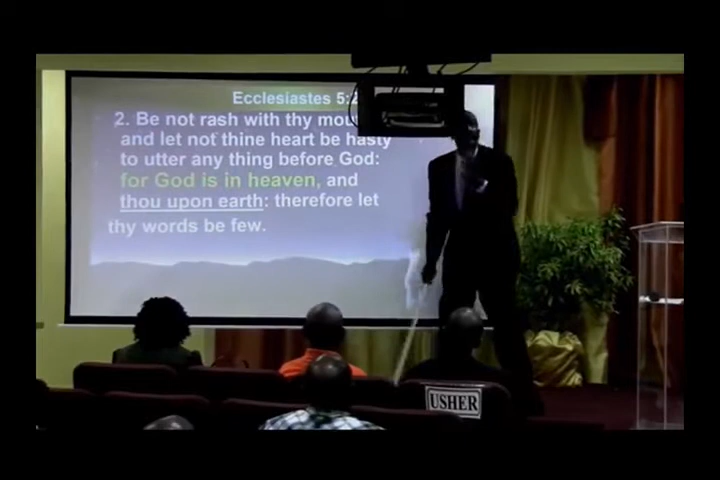 Ecclesiastes 5:2
2. Be not rash with thy mou
and let not thine heart be hasty
to utter any thing before God:
for God is in heaven, and
thou upon earth: therefore let
thy words be few.
USHER